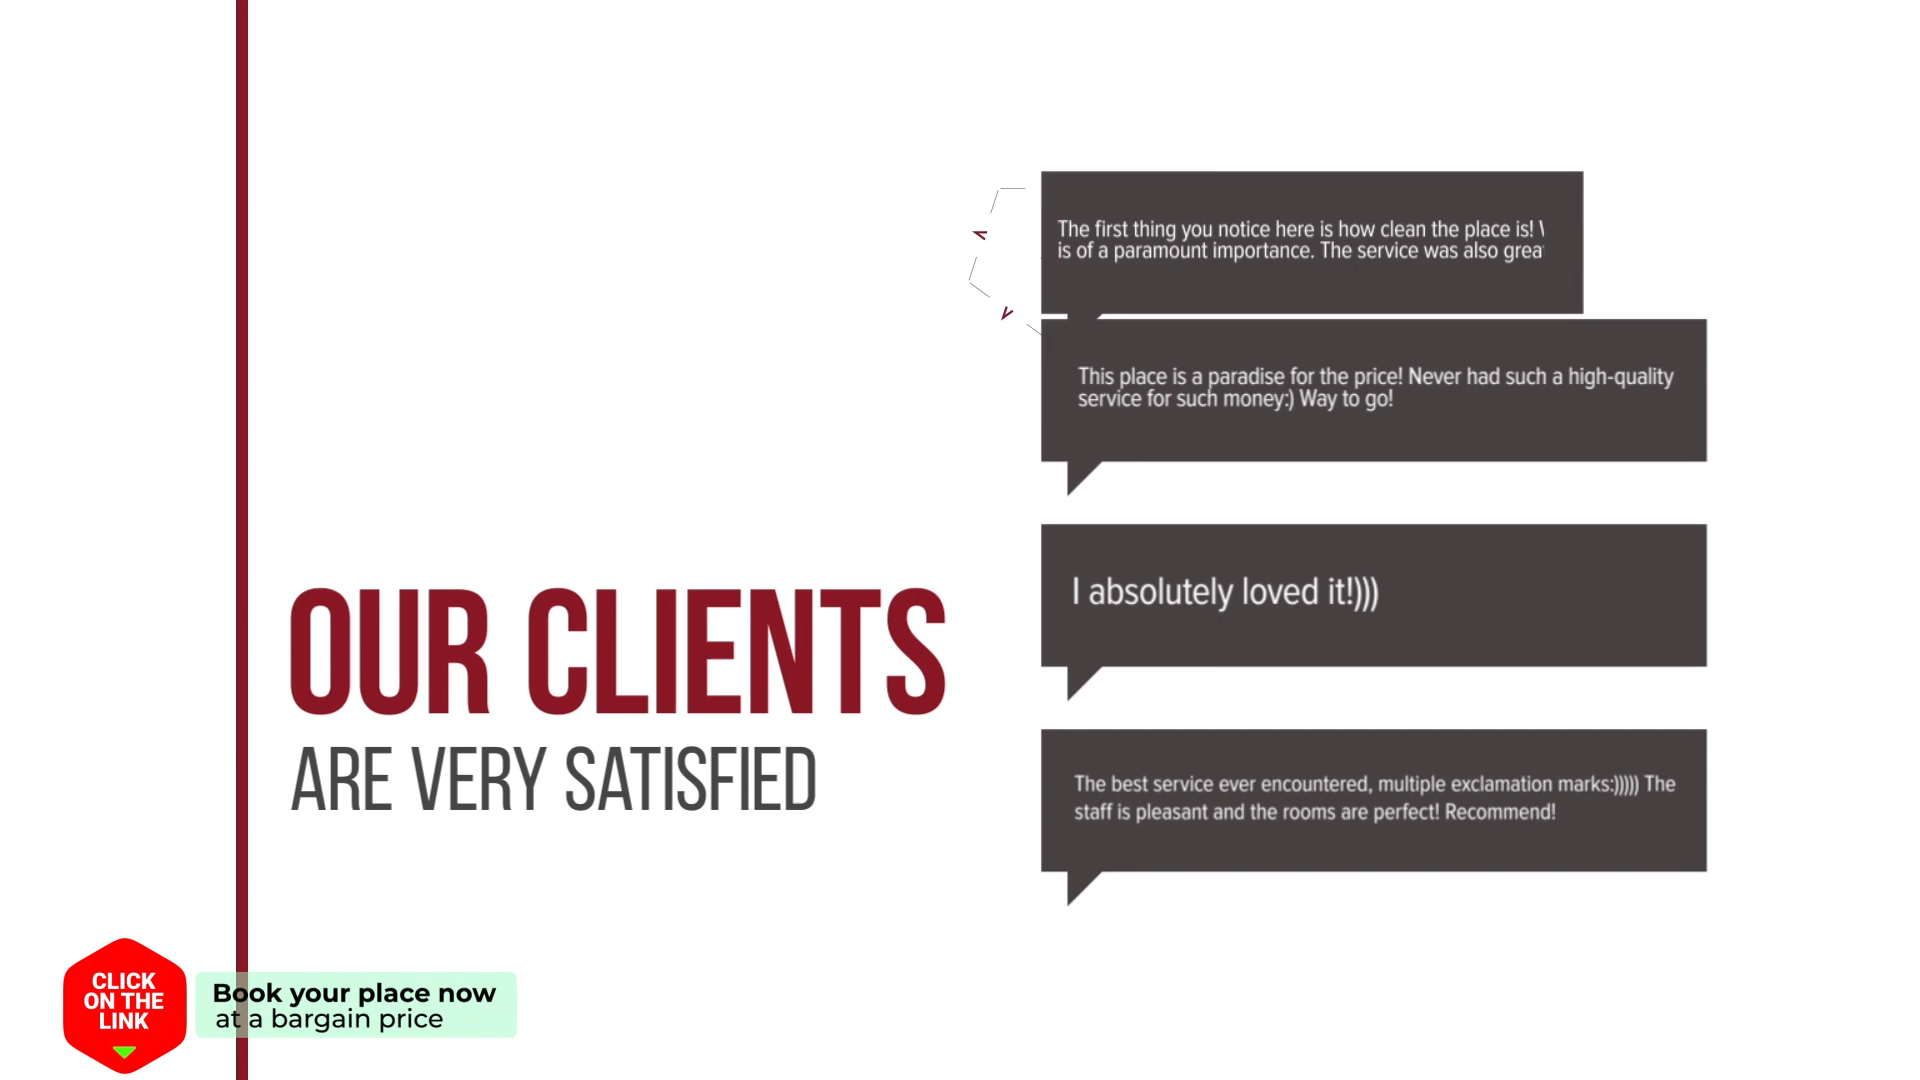 The first thing you notice here is how clean the place is!
is of a paramount importance. The service was also
This place is a paradise for the price! Never had such a high-quality
service for such money:) Way to go!
I absolutely loved it!)))
OUR CLIENTS
ARE VERY SATISFIED
The best service ever encountered, multiple exclamation marks:))))) The
staff is pleasant and the rooms are perfect! Recommend!
CLICK
ON THE
LINK
Book your place now
at a bargain price